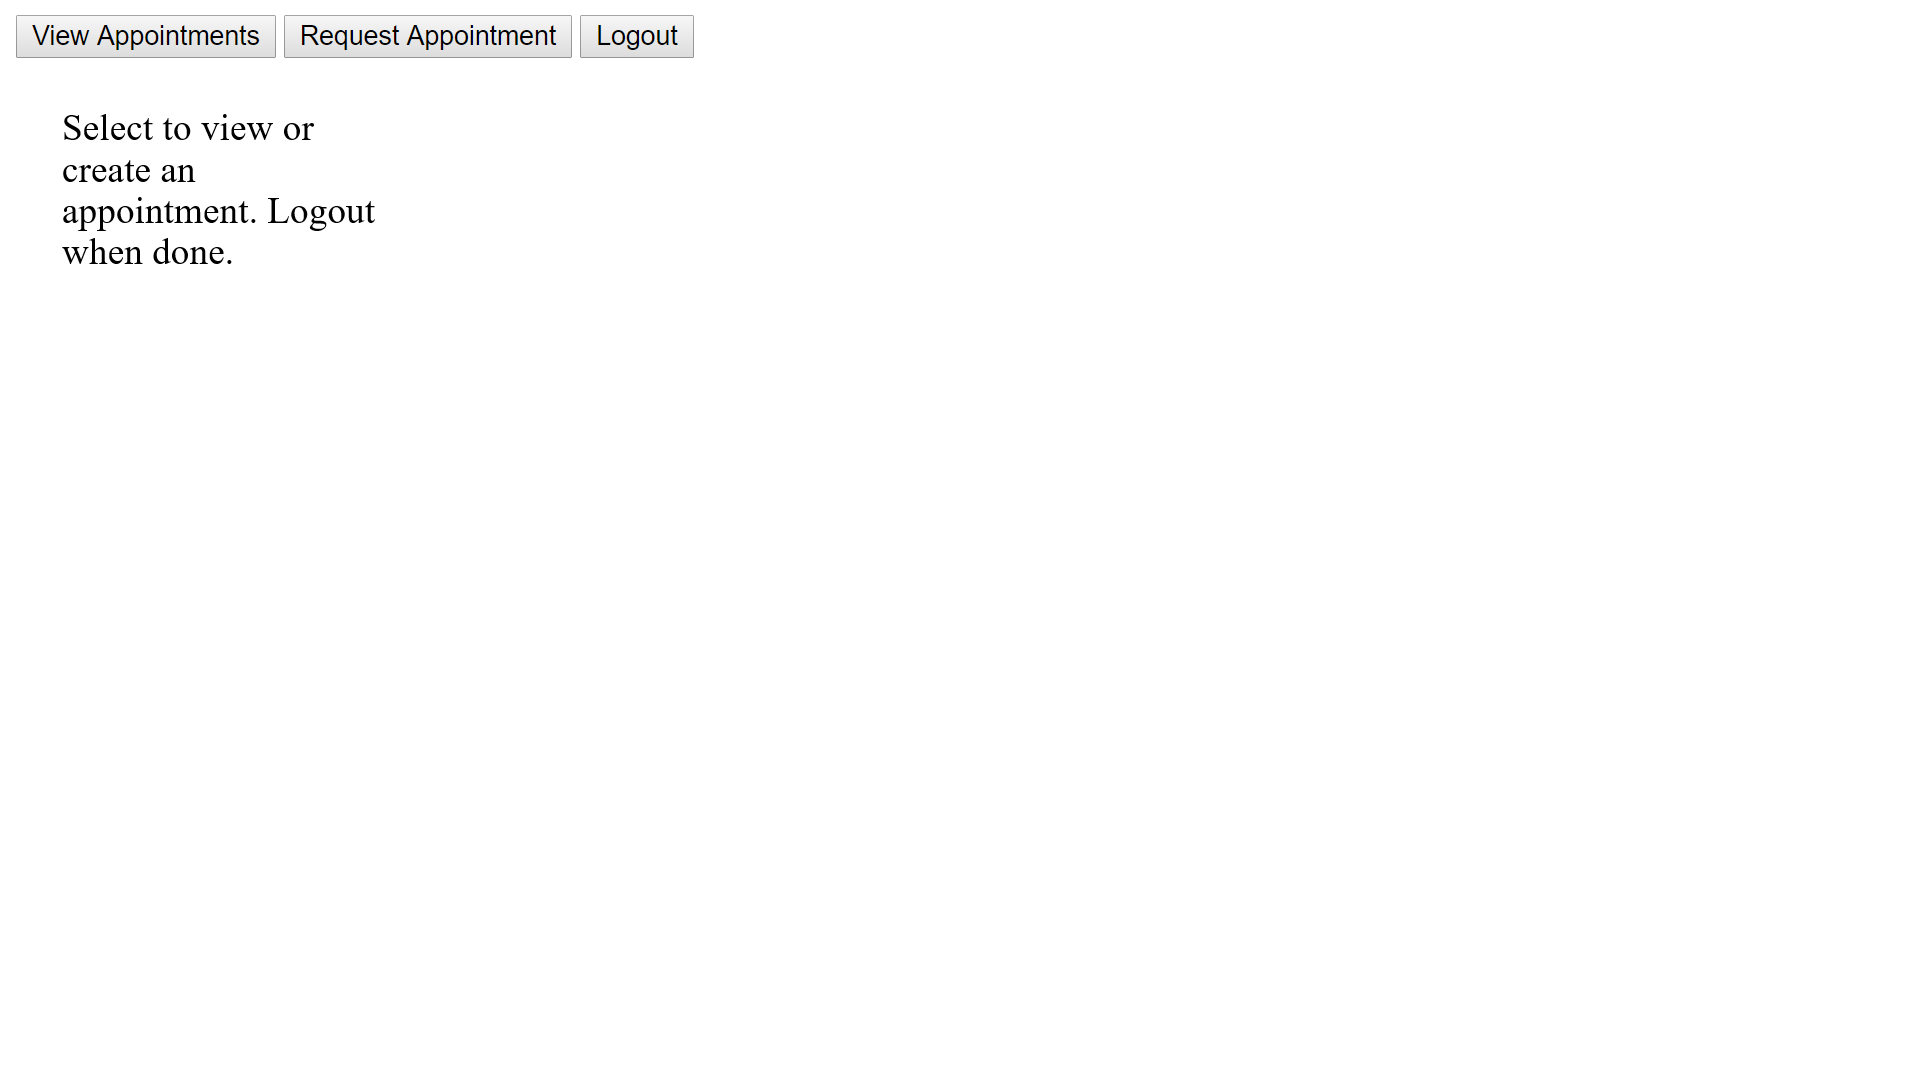 View Appointments Request Appointment Logout
Select to view or
create an
appointment. Logout
when done.